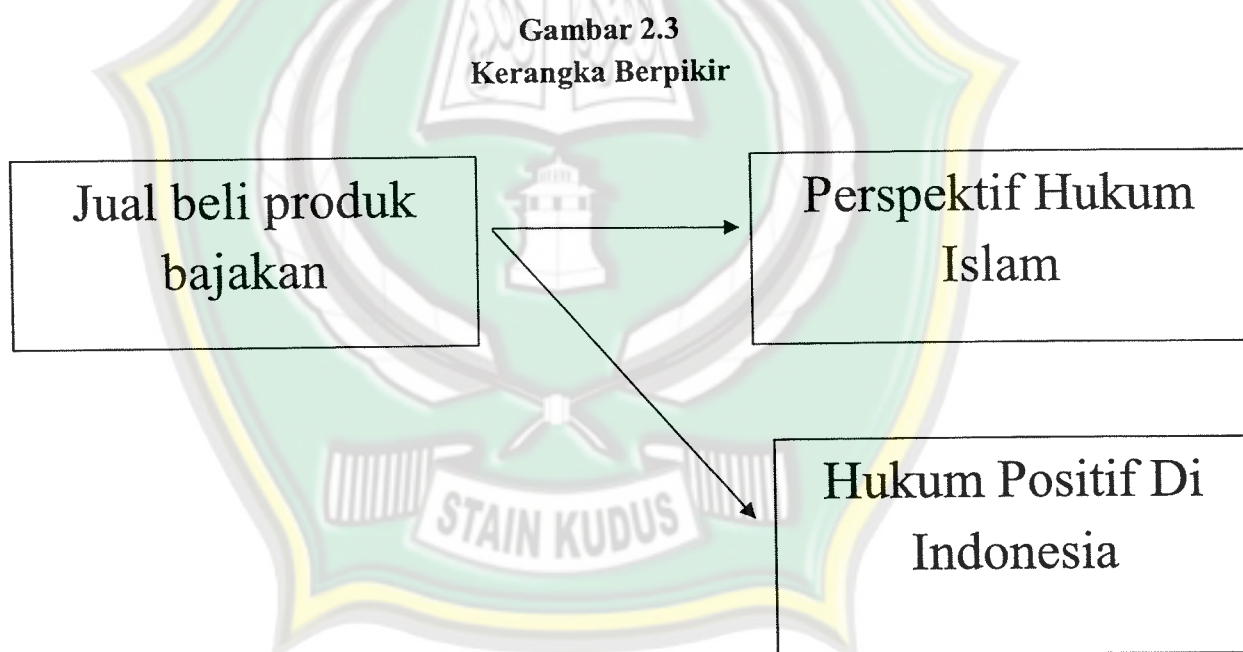 Gambar 2.3
Kerangka Berpikir
Jual beli produk
bajakan
Perspektif Hukum
Islam
Hukum Positif Di
Indonesia
STAIN KUDUS